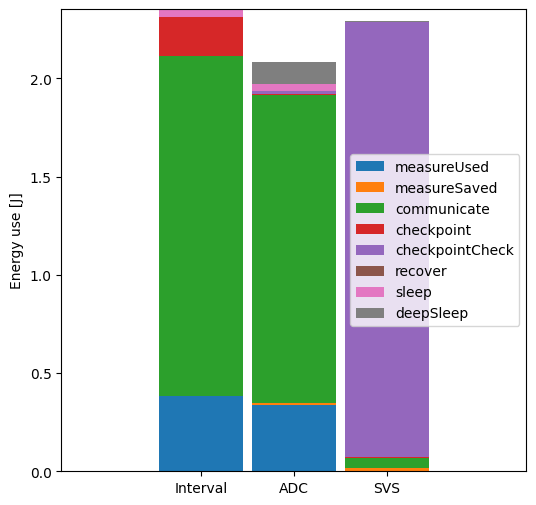 Energy use [J]
2.0
1.5
1.0
0.5
0.0
measureUsed
measureSaved
communicate
checkpoint
checkpointCheck
recover
sleep
deepSleep
Interval
ADC
SVS